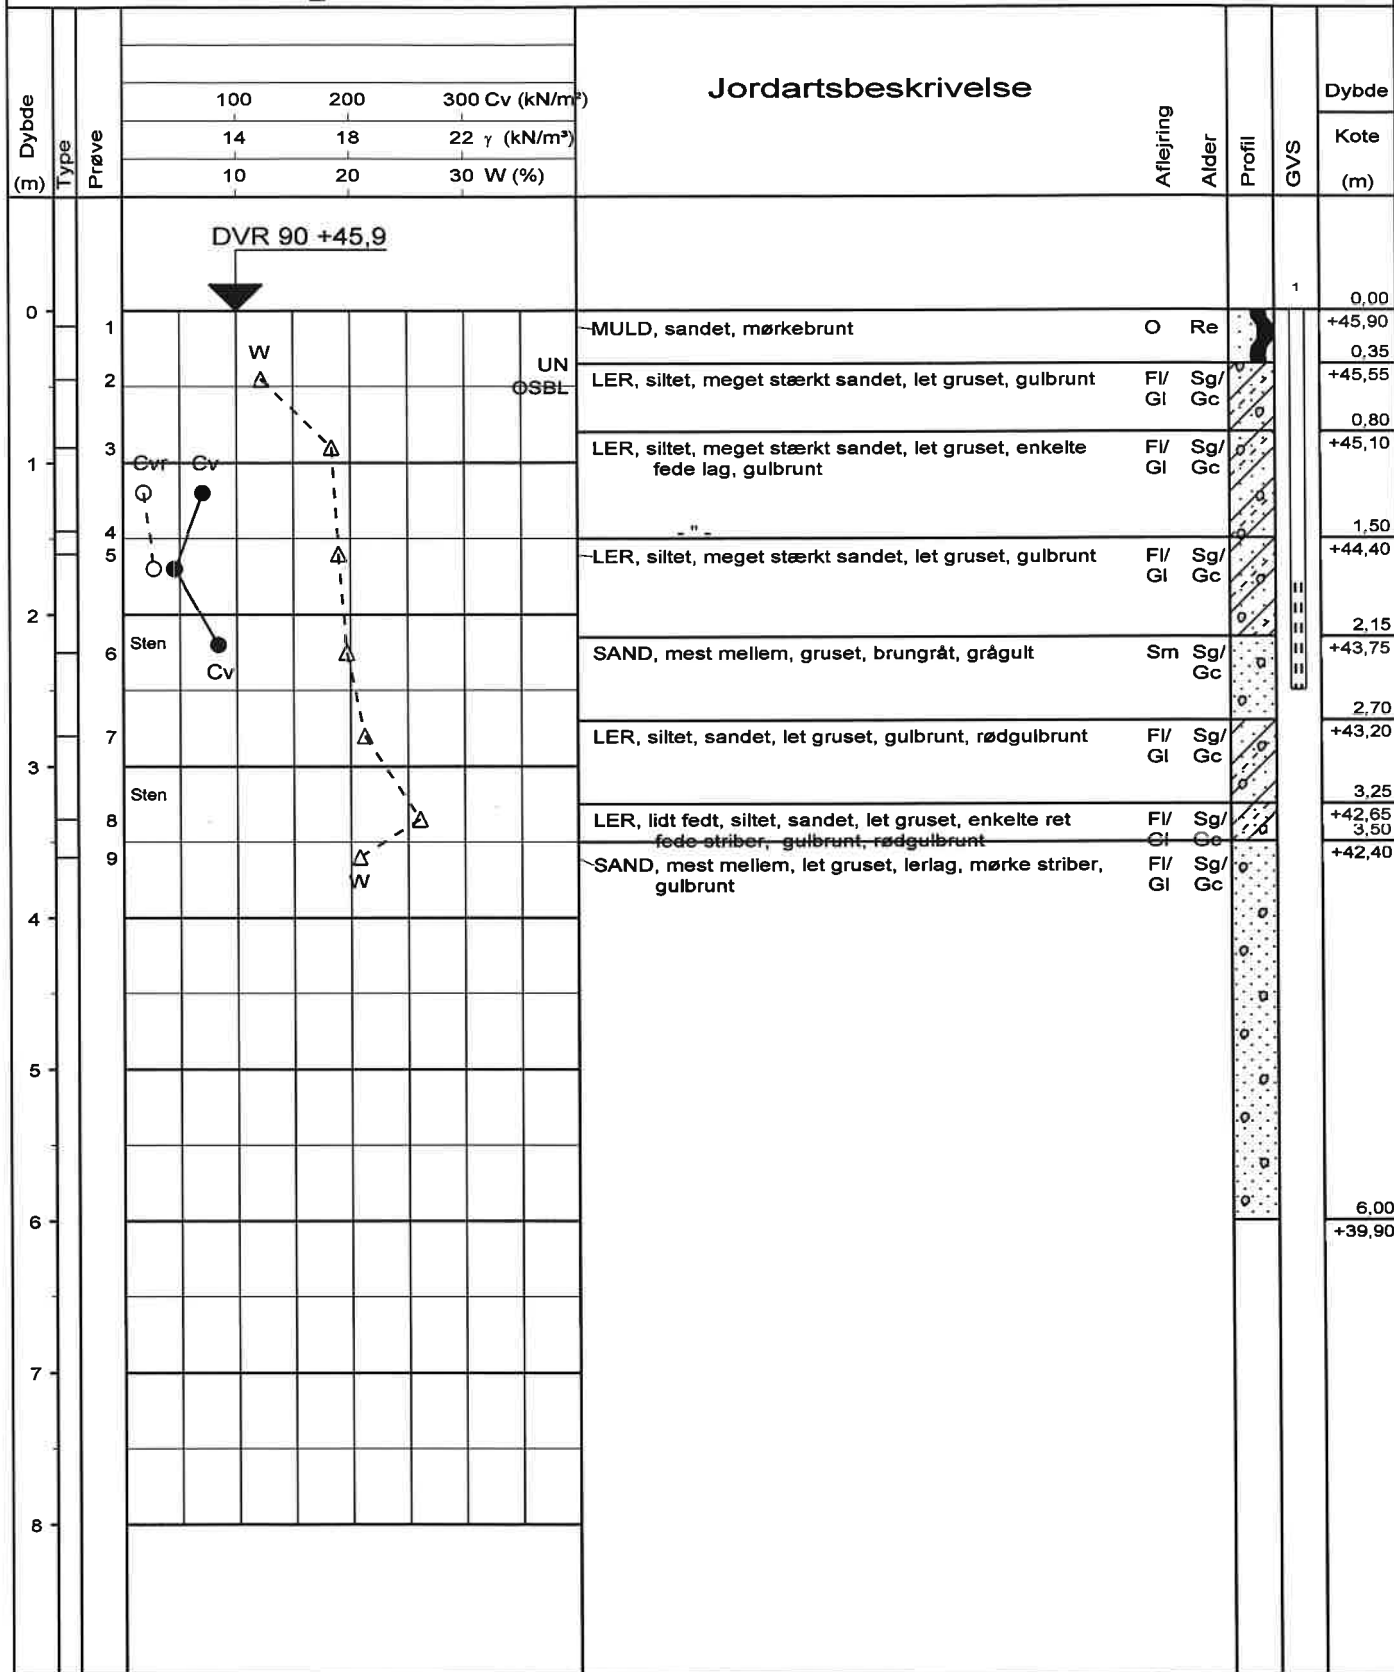 Dybde
(m)
Type
Prøve
100 200 300 Cv (kN/m²)
14 18 22 γ (kN/m³)
10 20 30 W (%)
Jordartsbeskrivelse
Aflejring
Alder
Profil
GVS
Dybde
Kote
(m)
DVR 90 +45,9
1
0,00
0
1
MULD, sandet, mørkebrunt O Re
+45,90
0,35
W
UN
OSBL
2
LER, siltet, meget stærkt sandet, let gruset, gulbrunt Fl/ Sg/
Gl Gc
+45,55
0,80
3
LER, siltet, meget stærkt sandet, let gruset, enkelte Fl/ Sg/
fede lag, gulbrunt Gl Gc
+45,10
1
Cvr Cv
4
- " -
1,50
5
LER, siltet, meget stærkt sandet, let gruset, gulbrunt Fl/ Sg/
Gl Gc
+44,40
2
2,15
Sten
6
Cv
SAND, mest mellem, gruset, brungråt, grågult Sm Sg/
Gc
+43,75
2,70
7
LER, siltet, sandet, let gruset, gulbrunt, rødgulbrunt Fl/ Sg/
Gl Gc
+43,20
3
Sten
3,25
8
LER, lidt fedt, siltet, sandet, let gruset, enkelte ret Fl/ Sg/
fede striber, gulbrunt, rødgulbrunt Gl Gc
+42,65
3,50
9
W
SAND, mest mellem, let gruset, lerlag, mørke striber, Fl/ Sg/
gulbrunt Gl Gc
+42,40
4
5
6
6,00
+39,90
7
8